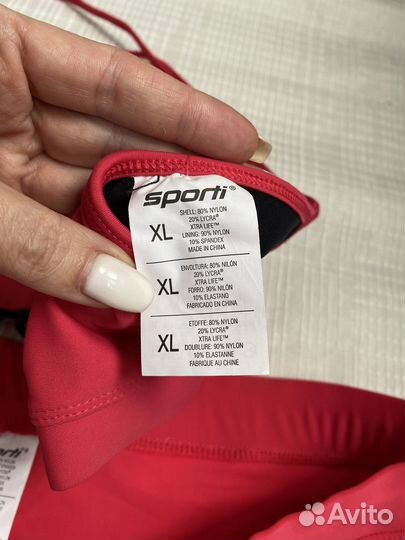 sporti®
XL
SHELL: 80% NYLON
20% LYCRA®
XTRA LIFE™
LINING: 90% NYLON
10% SPANDEX
MADE IN CHINA
XL
ENVOLTURA: 80% NILÓN
20% LYCRA®
XTRA LIFE™
FORRO: 90% NILÓN
10% ELASTANO
FABRICADO EN CHINA
XL
ETOFFE: 80% NYLON
20% LYCRA®
XTRA LIFE™
DOUBLURE: 90% NYLON
10% ELASTANNE
FABRIQUE AU CHINE
Avito